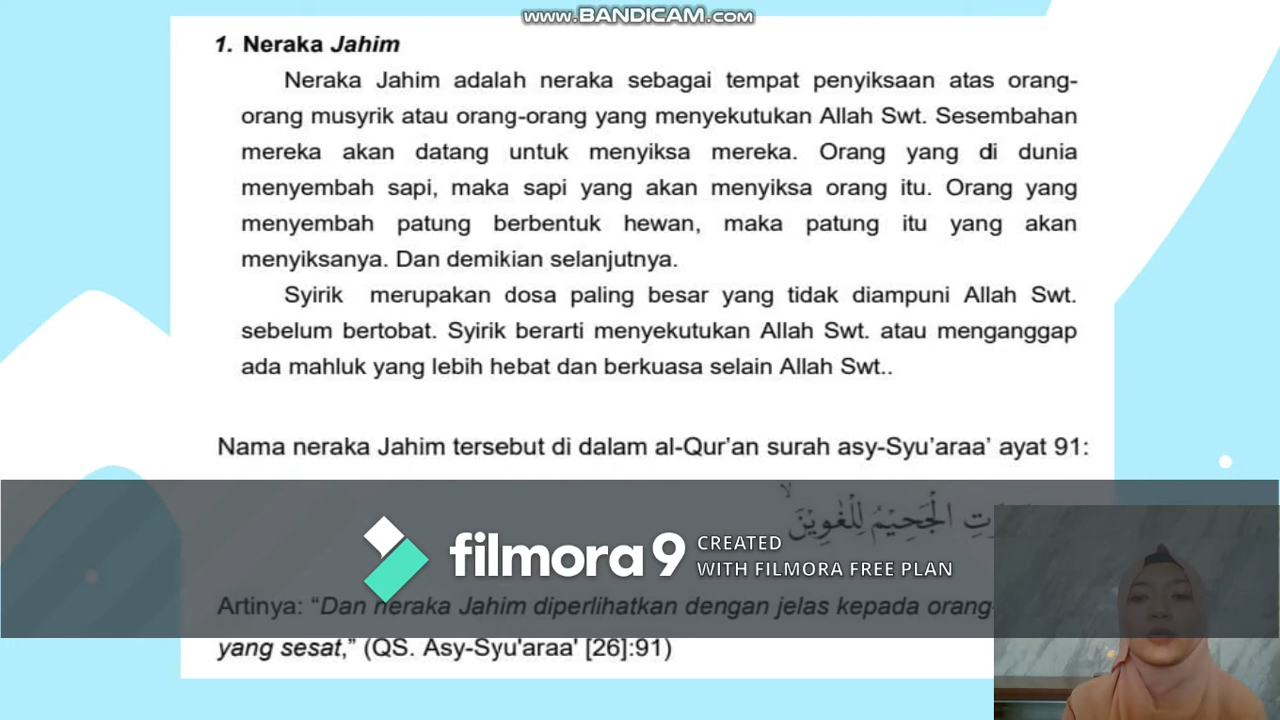 www.BANDICAM.com
1. Neraka Jahim
Neraka Jahim adalah neraka sebagai tempat penyiksaan atas orang-
orang musyrik atau orang-orang yang menyekutukan Allah Swt. Sesembahan
mereka akan datang untuk menyiksa mereka. Orang yang di dunia
menyembah sapi, maka sapi yang akan menyiksa orang itu. Orang yang
menyembah patung berbentuk hewan, maka patung itu yang akan
menyiksanya. Dan demikian selanjutnya.
Syirik merupakan dosa paling besar yang tidak diampuni Allah Swt.
sebelum bertobat. Syirik berarti menyekutukan Allah Swt. atau menganggap
ada mahluk yang lebih hebat dan berkuasa selain Allah Swt..
Nama neraka Jahim tersebut di dalam al-Qur’an surah asy-Syu’araa’ ayat 91:
الْجَحِيْمُ لِلْغٰوِيْنَۙ
filmora9
CREATED
WITH FILMORA FREE PLAN
Artinya: “Dan neraka Jahim diperlihatkan dengan jelas kepada orang-
yang sesat,” (QS. Asy-Syu'araa' [26]:91)